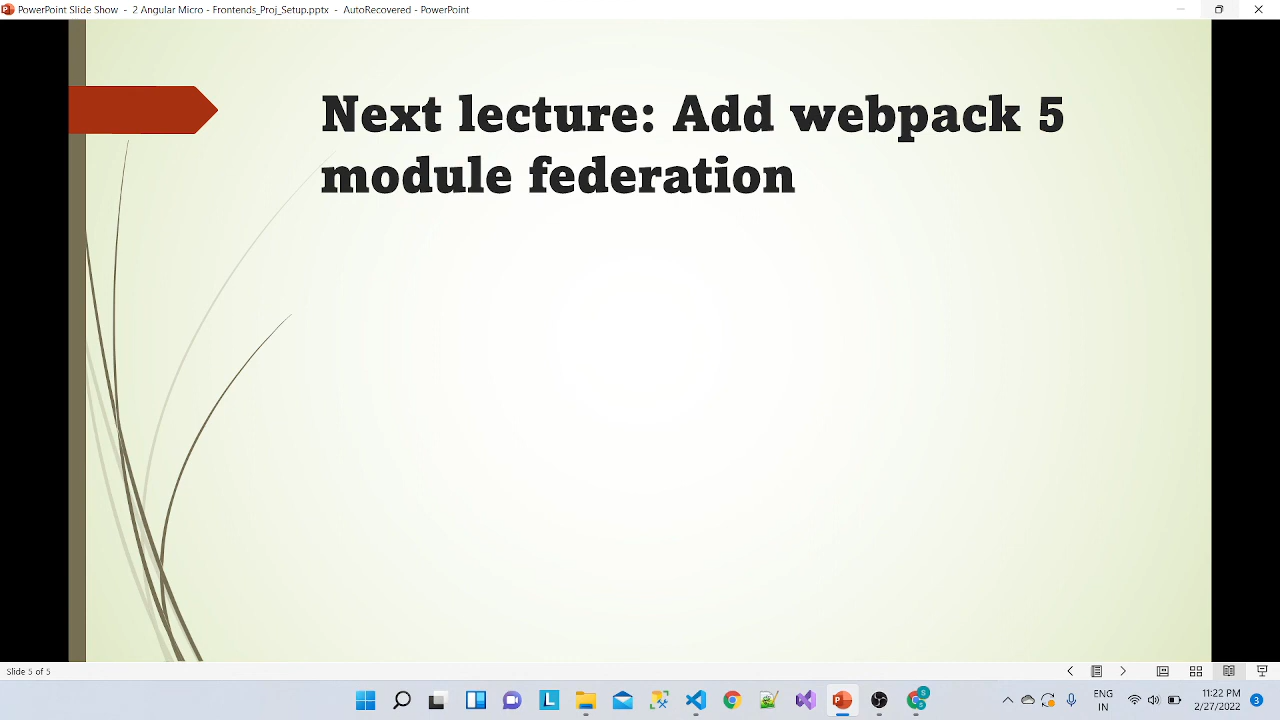 PowerPoint Slide Show - 2 Angular Micro - Frontends_Proj_Setup.pptx - AutoRecovered - PowerPoint
Next lecture: Add webpack 5
module federation
Slide 5 of 5
ENG
IN
11:22 PM
2/27/2022
3